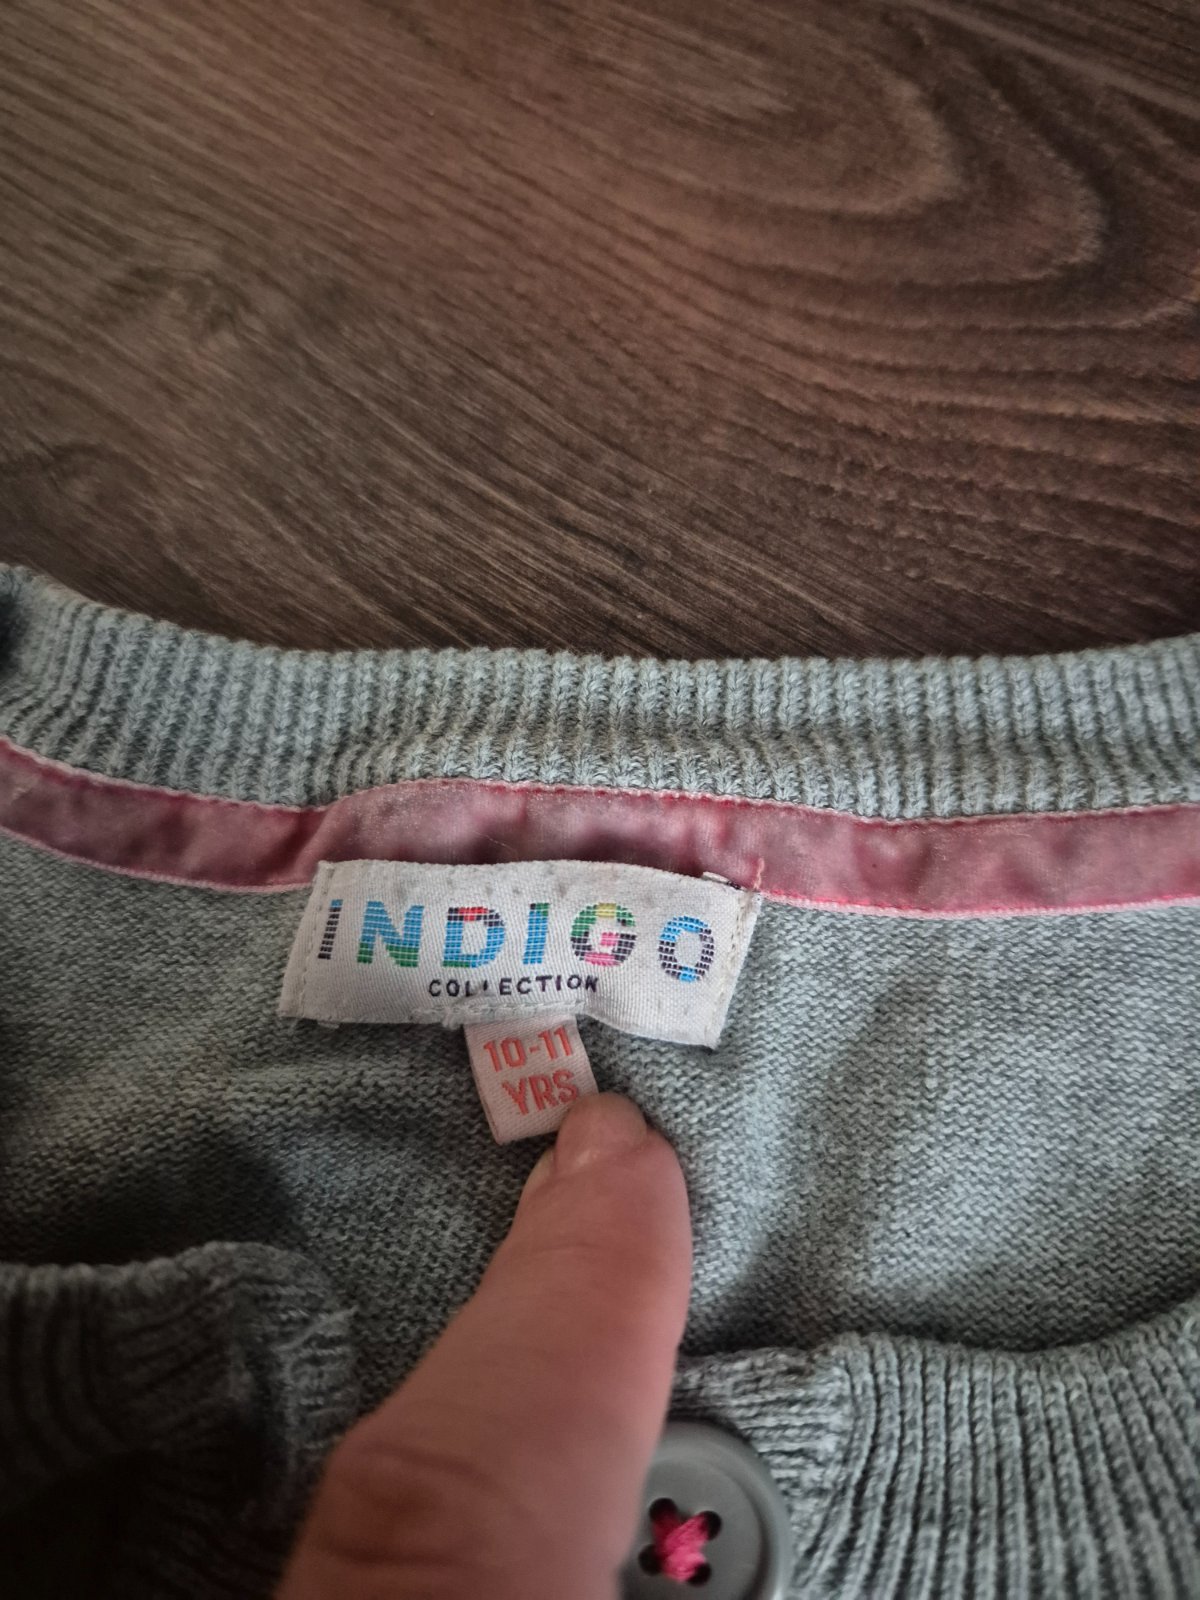 INDIGO
COLLECTION
10-11
YRS